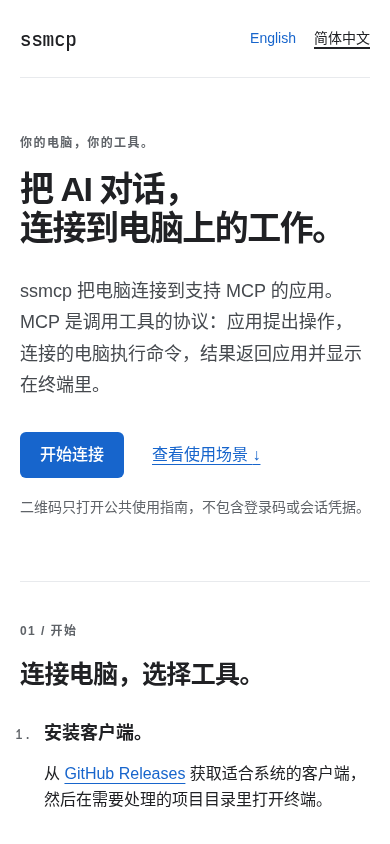 ssmcp
English 简体中文
你的电脑，你的工具。
把 AI 对话，
连接到电脑上的工作。
ssmcp 把电脑连接到支持 MCP 的应用。
MCP 是调用工具的协议：应用提出操作，
连接的电脑执行命令，结果返回应用并显示
在终端里。
开始连接 查看使用场景 ↓
二维码只打开公共使用指南，不包含登录码或会话凭据。
01 / 开始
连接电脑，选择工具。
1. 安装客户端。
从 GitHub Releases 获取适合系统的客户端，
然后在需要处理的项目目录里打开终端。